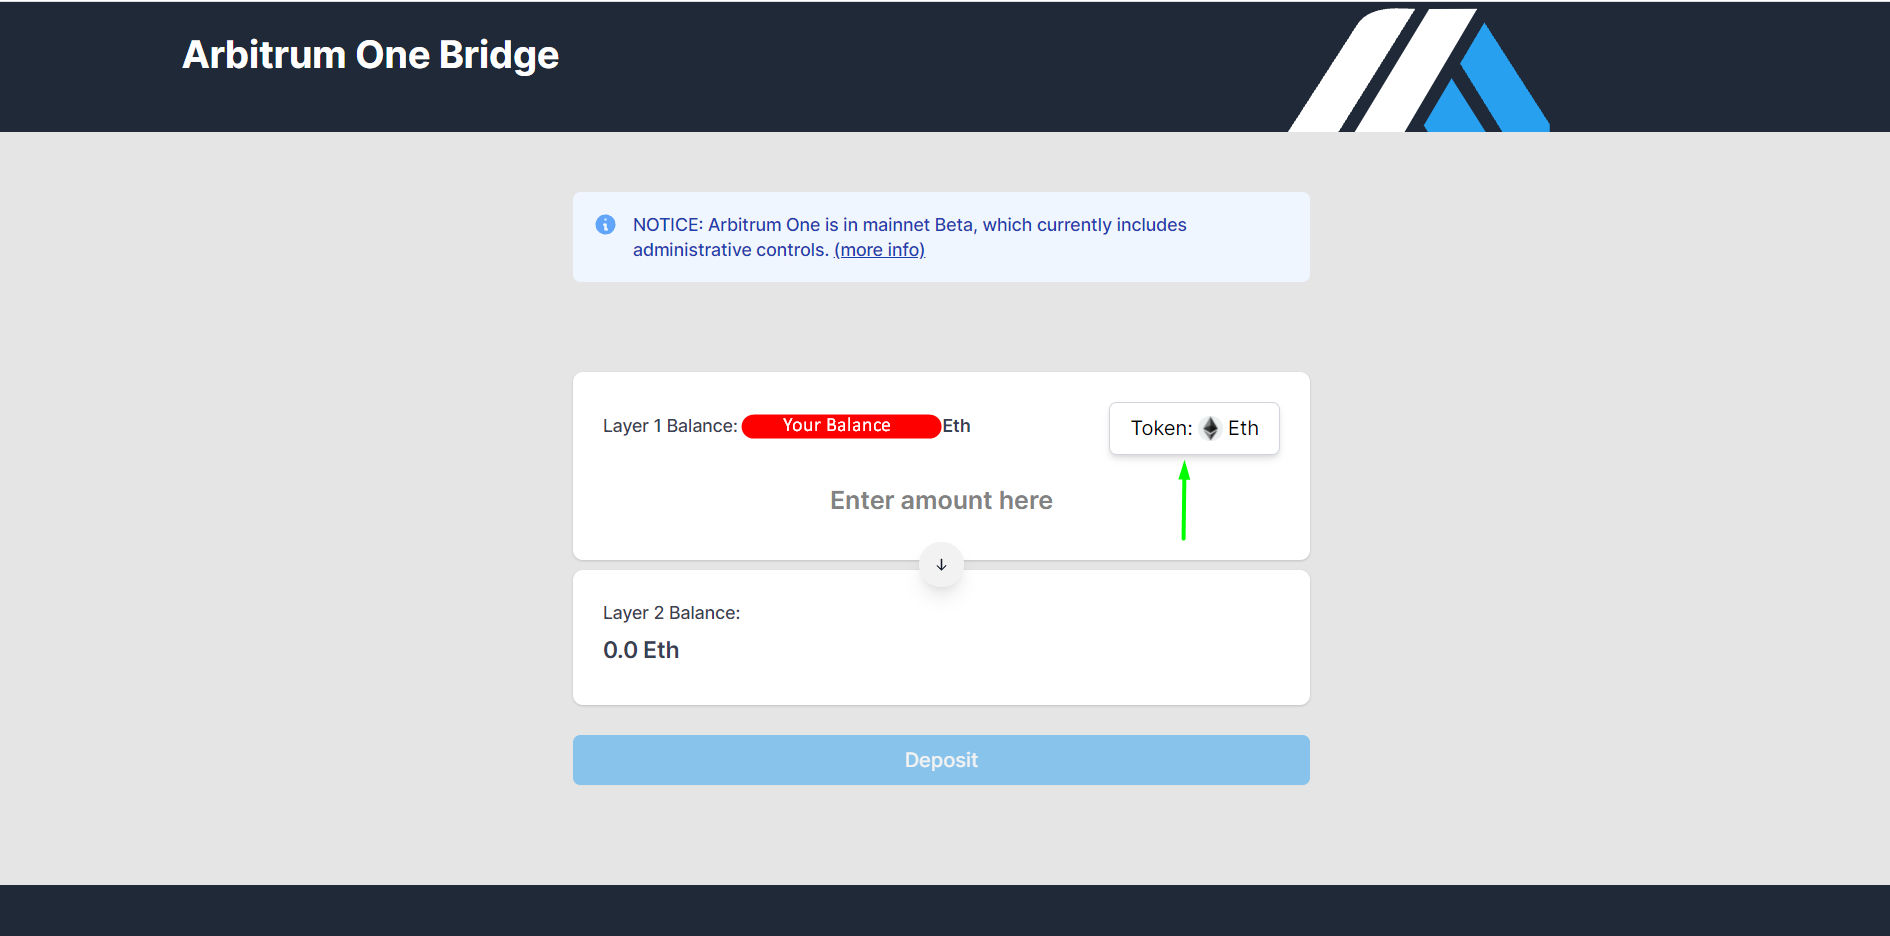 Arbitrum One Bridge
NOTICE: Arbitrum One is in mainnet Beta, which currently includes
administrative controls. (more info)
Layer 1 Balance: Your Balance Eth
Token: Eth
Enter amount here
Layer 2 Balance:
0.0 Eth
Deposit